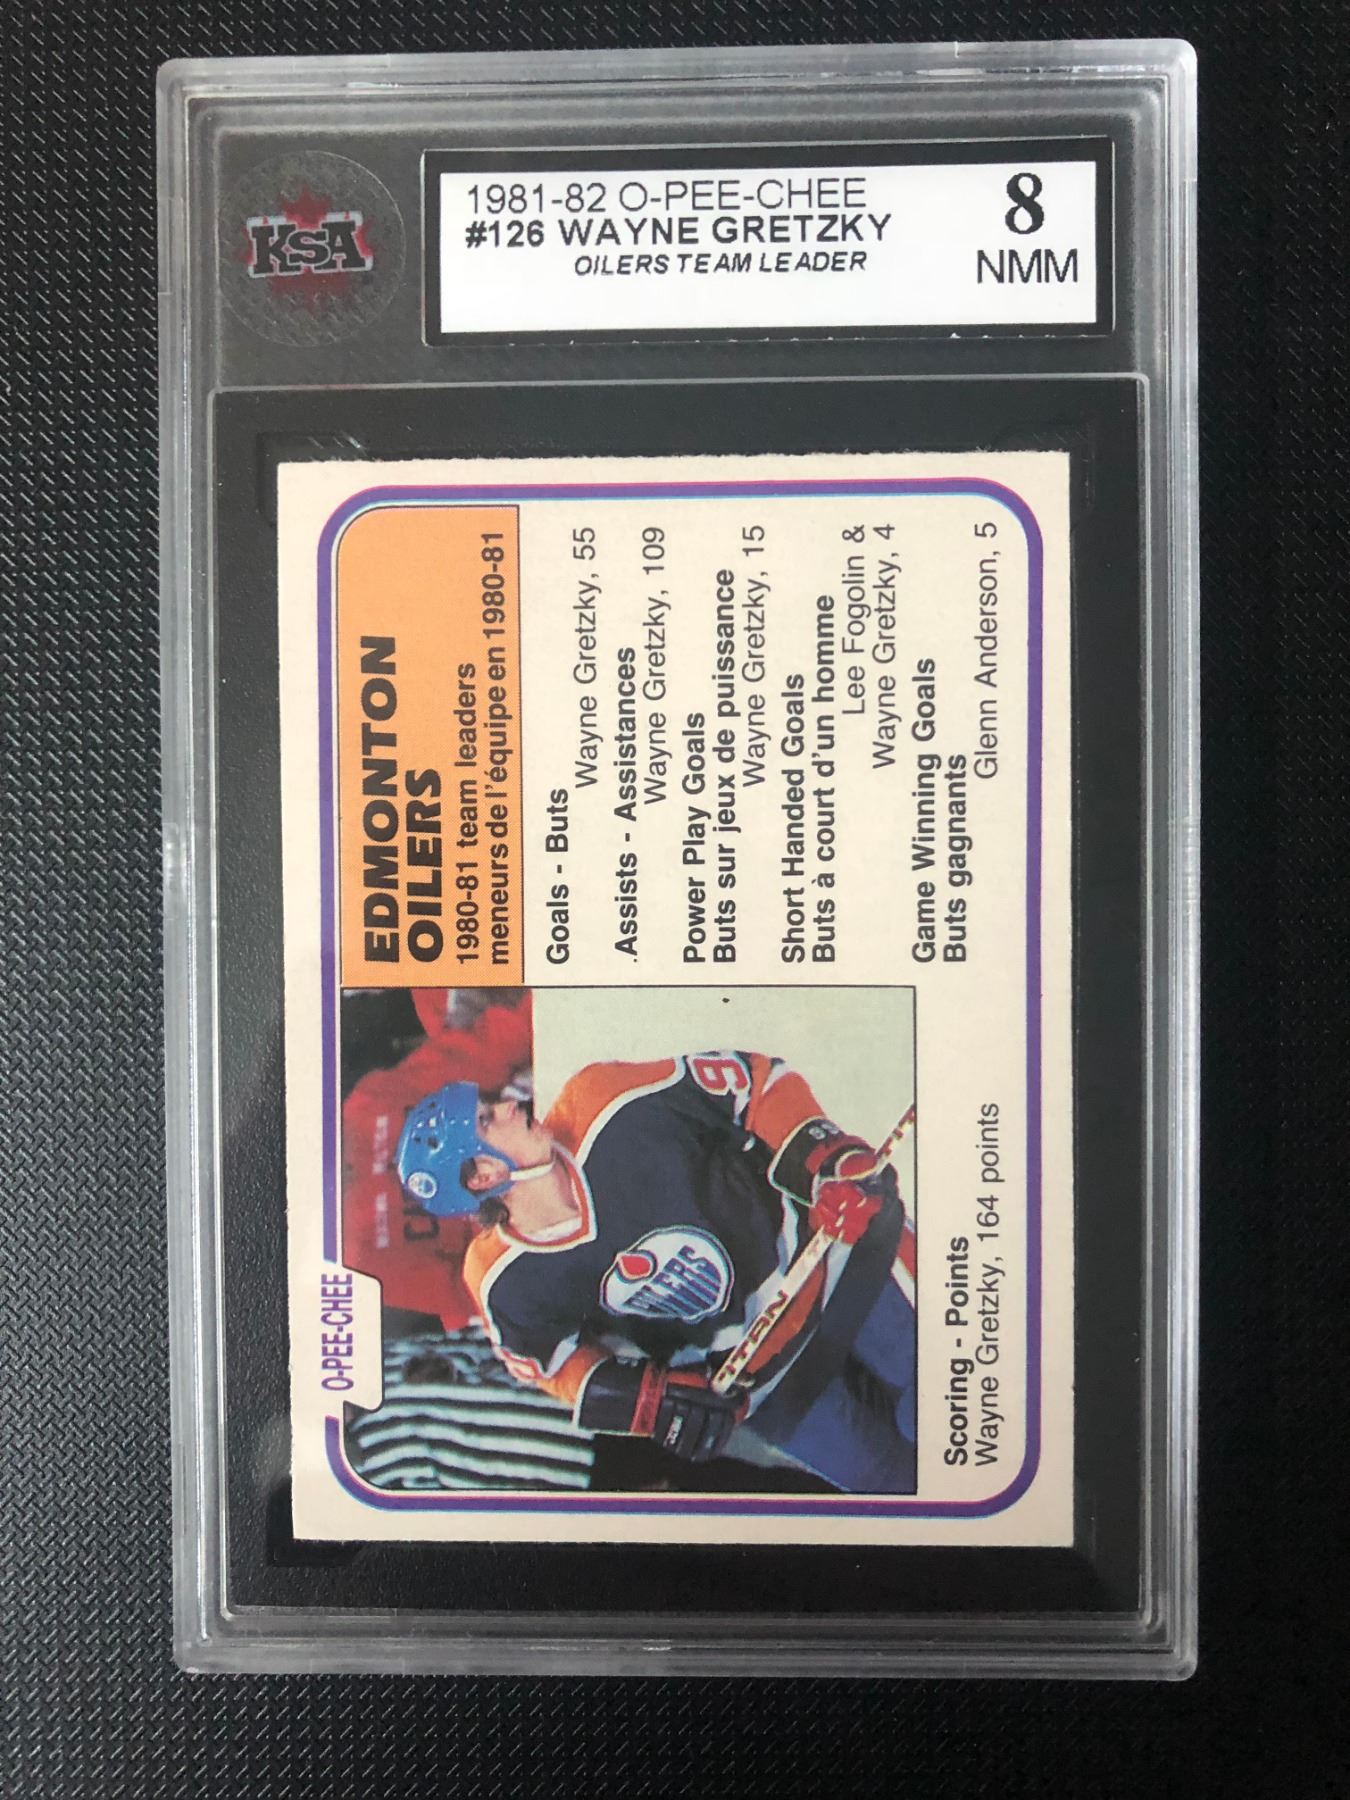 KSA
1981-82 O-PEE-CHEE
#126 WAYNE GRETZKY
OILERS TEAM LEADER
8
NMM
O-PEE-CHEE
EDMONTON
OILERS
1980-81 team leaders
meneurs de l'équipe en 1980-81
Goals - Buts
Wayne Gretzky, 55
Assists - Assistances
Wayne Gretzky, 109
Power Play Goals
Buts sur jeux de puissance
Wayne Gretzky, 15
Short Handed Goals
Buts à court d'un homme
Lee Fogolin &
Wayne Gretzky, 4
Game Winning Goals
Buts gagnants
Glenn Anderson, 5
Scoring - Points
Wayne Gretzky, 164 points
OILERS
TITAN
9